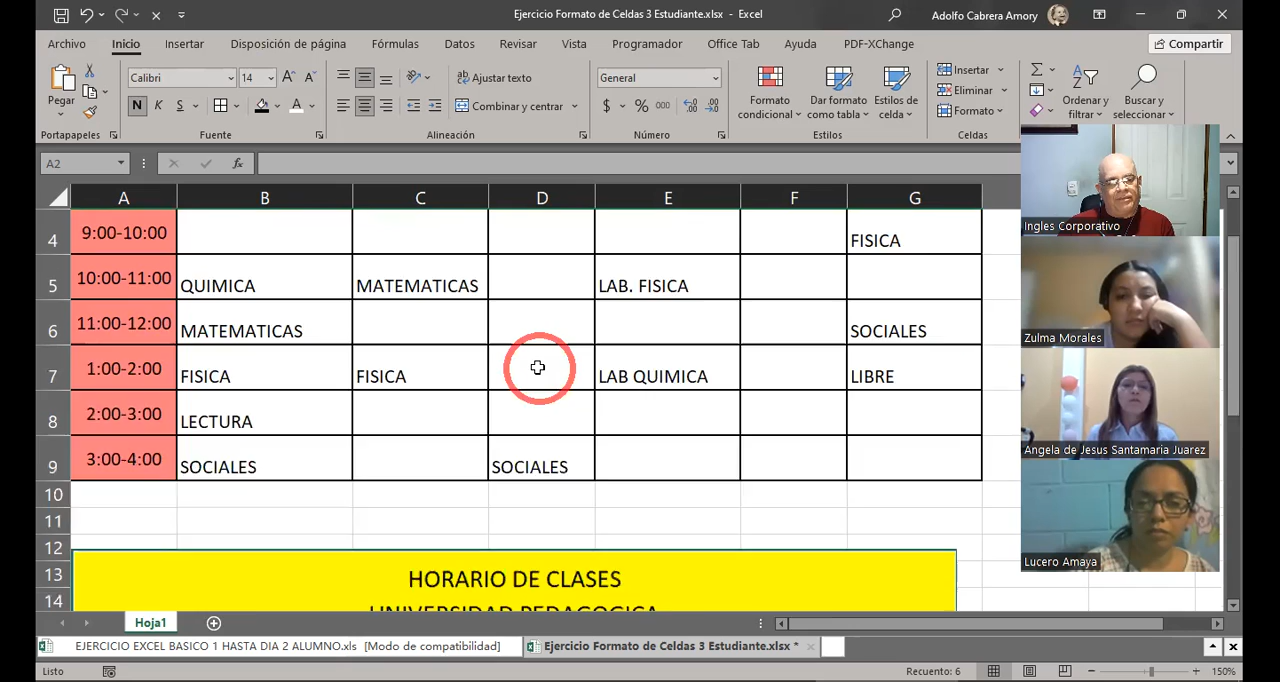 Ejercicio Formato de Celdas 3 Estudiante.xlsx - Excel
Adolfo Cabrera Amory
Archivo Inicio Insertar Disposición de página Fórmulas Datos Revisar Vista Programador Office Tab Ayuda PDF-XChange Compartir
Pegar
Portapapeles
Calibri 14
N K S
Fuente
Ajustar texto
Combinar y centrar
Alineación
General
$ % 000
Número
Formato condicional
Dar formato como tabla
Estilos de celda
Estilos
Insertar
Eliminar
Formato
Celdas
Ordenar y filtrar
Buscar y seleccionar
A2 fx
A B C D E F G
4 9:00-10:00 FISICA
5 10:00-11:00 QUIMICA MATEMATICAS LAB. FISICA
6 11:00-12:00 MATEMATICAS SOCIALES
7 1:00-2:00 FISICA FISICA LAB QUIMICA LIBRE
8 2:00-3:00 LECTURA
9 3:00-4:00 SOCIALES SOCIALES
10
11
12
13 HORARIO DE CLASES
14 UNIVERSIDAD PEDAGOGICA
Ingles Corporativo
Zulma Morales
Angela de Jesus Santamaria Juarez
Lucero Amaya
Hoja1
EJERCICIO EXCEL BASICO 1 HASTA DIA 2 ALUMNO.xls [Modo de compatibilidad] Ejercicio Formato de Celdas 3 Estudiante.xlsx *
Listo Recuento: 6 150%